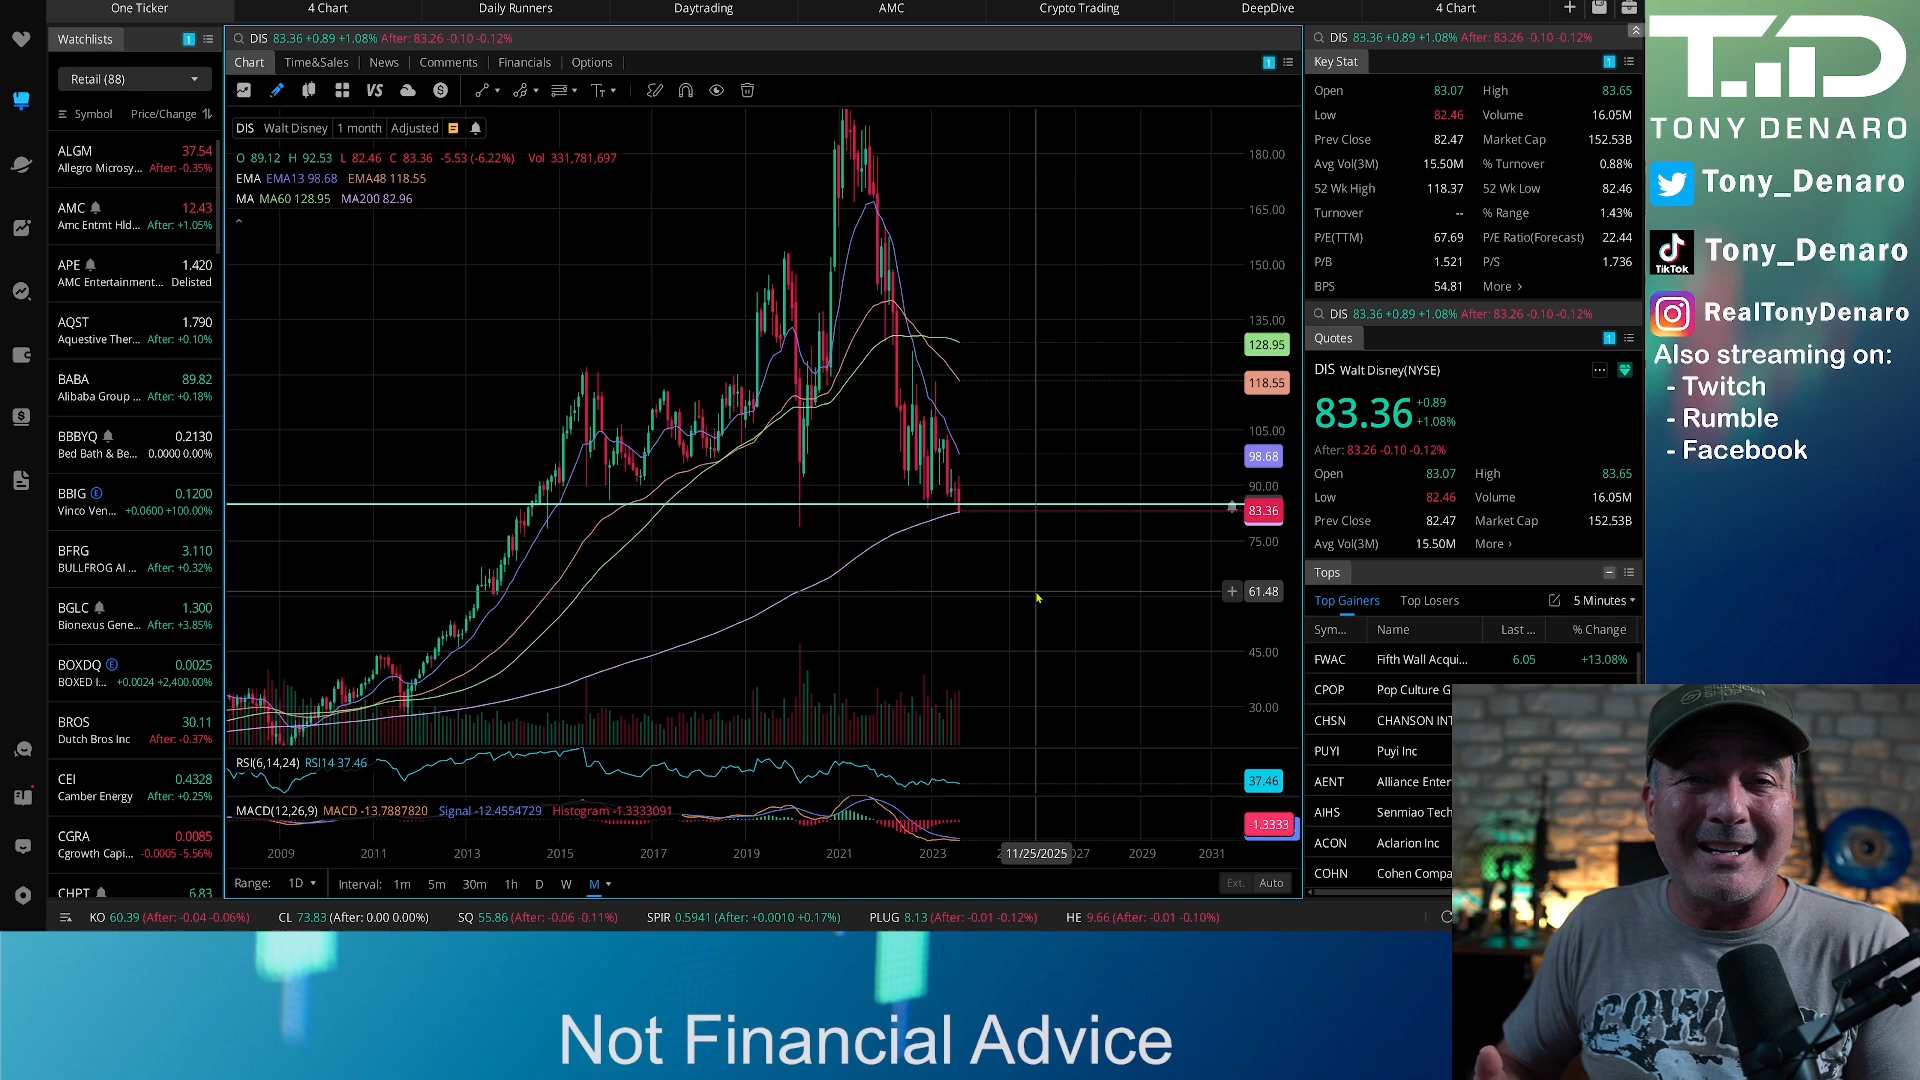 One Ticker 4 Chart Daily Runners Daytrading AMC Crypto Trading DeepDive 4 Chart
Watchlists 1
Retail (88)
Symbol Price/Change
ALGM 37.54
Allegro Microsy... After: -0.35%
AMC 12.43
Amc Entmt Hld... After: +1.05%
APE 1.420
AMC Entertainment... Delisted
AQST 1.790
Aquestive Ther... After: +0.10%
BABA 89.82
Alibaba Group ... After: +0.18%
BBBYQ 0.2130
Bed Bath & Be... 0.0000 0.00%
BBIG E 0.1200
Vinco Ven... +0.0600 +100.00%
BFRG 3.110
BULLFROG AI ... After: +0.32%
BGLC 1.300
Bionexus Gene... After: +3.85%
BOXDQ E 0.0025
BOXED I... +0.0024 +2,400.00%
BROS 30.11
Dutch Bros Inc After: -0.37%
CEI 0.4328
Camber Energy After: +0.25%
CGRA 0.0085
Cgrowth Capi... -0.0005 -5.56%
CHPT 6.83
DIS 83.36 +0.89 +1.08% After: 83.26 -0.10 -0.12%
Chart Time&Sales News Comments Financials Options 1
VS
DIS Walt Disney 1 month Adjusted
O 89.12 H 92.53 L 82.46 C 83.36 -5.53 (-6.22%) Vol 331,781,697
EMA EMA13 98.68 EMA48 118.55
MA MA60 128.95 MA200 82.96
180.00
165.00
150.00
135.00
128.95
118.55
105.00
98.68
90.00
83.36
75.00
61.48
45.00
30.00
RSI(6,14,24) RSI14 37.46
37.46
MACD(12,26,9) MACD -13.7887820 Signal -12.4554729 Histogram -1.3333091
-1.3333
2009 2011 2013 2015 2017 2019 2021 2023 11/25/2025 027 2029 2031
Range: 1D Interval: 1m 5m 30m 1h D W M Ext. Auto
DIS 83.36 +0.89 +1.08% After: 83.26 -0.10 -0.12%
Key Stat 1
Open 83.07 High 83.65
Low 82.46 Volume 16.05M
Prev Close 82.47 Market Cap 152.53B
Avg Vol(3M) 15.50M % Turnover 0.88%
52 Wk High 118.37 52 Wk Low 82.46
Turnover -- % Range 1.43%
P/E(TTM) 67.69 P/E Ratio(Forecast) 22.44
P/B 1.521 P/S 1.736
BPS 54.81 More >
DIS 83.36 +0.89 +1.08% After: 83.26 -0.10 -0.12%
Quotes 1
DIS Walt Disney(NYSE)
83.36 +0.89
+1.08%
After: 83.26 -0.10 -0.12%
Open 83.07 High 83.65
Low 82.46 Volume 16.05M
Prev Close 82.47 Market Cap 152.53B
Avg Vol(3M) 15.50M More >
Tops
Top Gainers Top Losers 5 Minutes
Sym... Name Last ... % Change
FWAC Fifth Wall Acqui... 6.05 +13.08%
CPOP Pop Culture G
CHSN CHANSON INT
PUYI Puyi Inc
AENT Alliance Enter
AIHS Senmiao Tech
ACON Aclarion Inc
COHN Cohen Compa
KO 60.39 (After: -0.04 -0.06%) CL 73.83 (After: 0.00 0.00%) SQ 55.86 (After: -0.06 -0.11%) SPIR 0.5941 (After: +0.0010 +0.17%) PLUG 8.13 (After: -0.01 -0.12%) HE 9.66 (After: -0.01 -0.10%)
TD
TONY DENARO
Tony_Denaro
TikTok
Tony_Denaro
RealTonyDenaro
Also streaming on:
- Twitch
- Rumble
- Facebook
Not Financial Advice